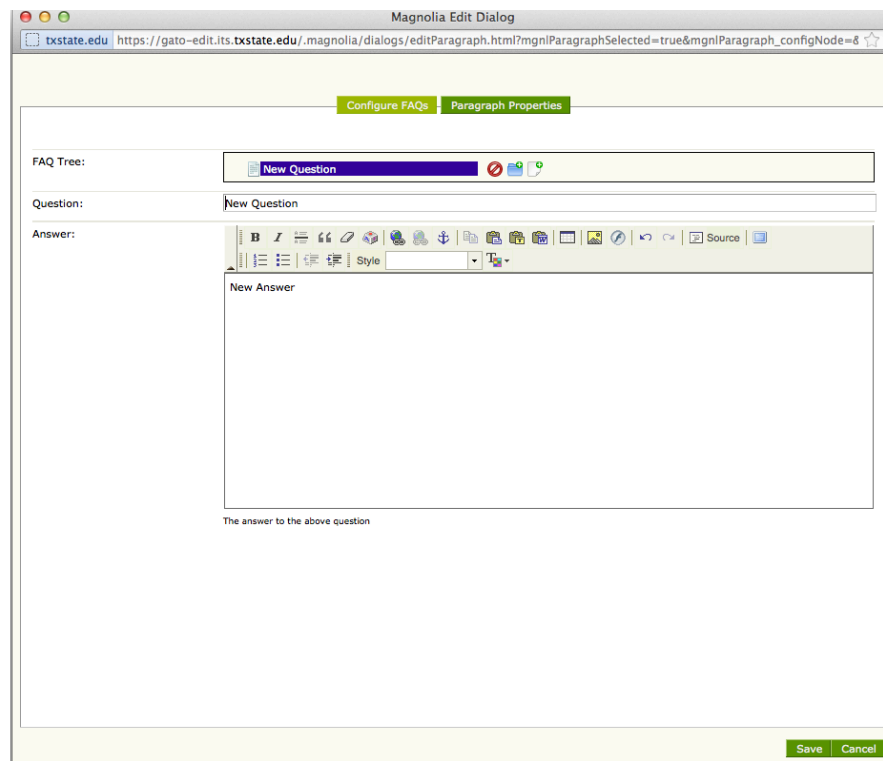 Magnolia Edit Dialog
txstate.edu https://gato-edit.its.txstate.edu/.magnolia/dialogs/editParagraph.html?mgnlParagraphSelected=true&mgnlParagraph_configNode=&
Configure FAQs Paragraph Properties
FAQ Tree: New Question
Question: New Question
Answer: B I Source
Style T
New Answer
The answer to the above question
Save Cancel